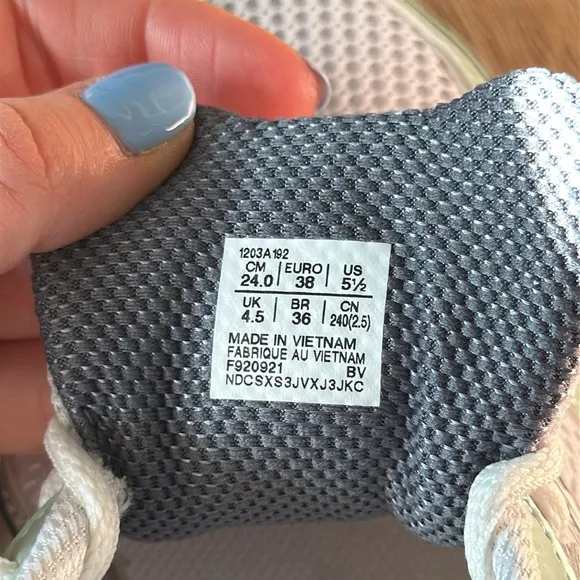 1203A192
CM | EURO | US
24.0 | 38 | 5½
UK | BR | CN
4.5 | 36 | 240(2.5)
MADE IN VIETNAM
FABRIQUE AU VIETNAM
F920921 BV
NDCSXS3JVXJ3JKC